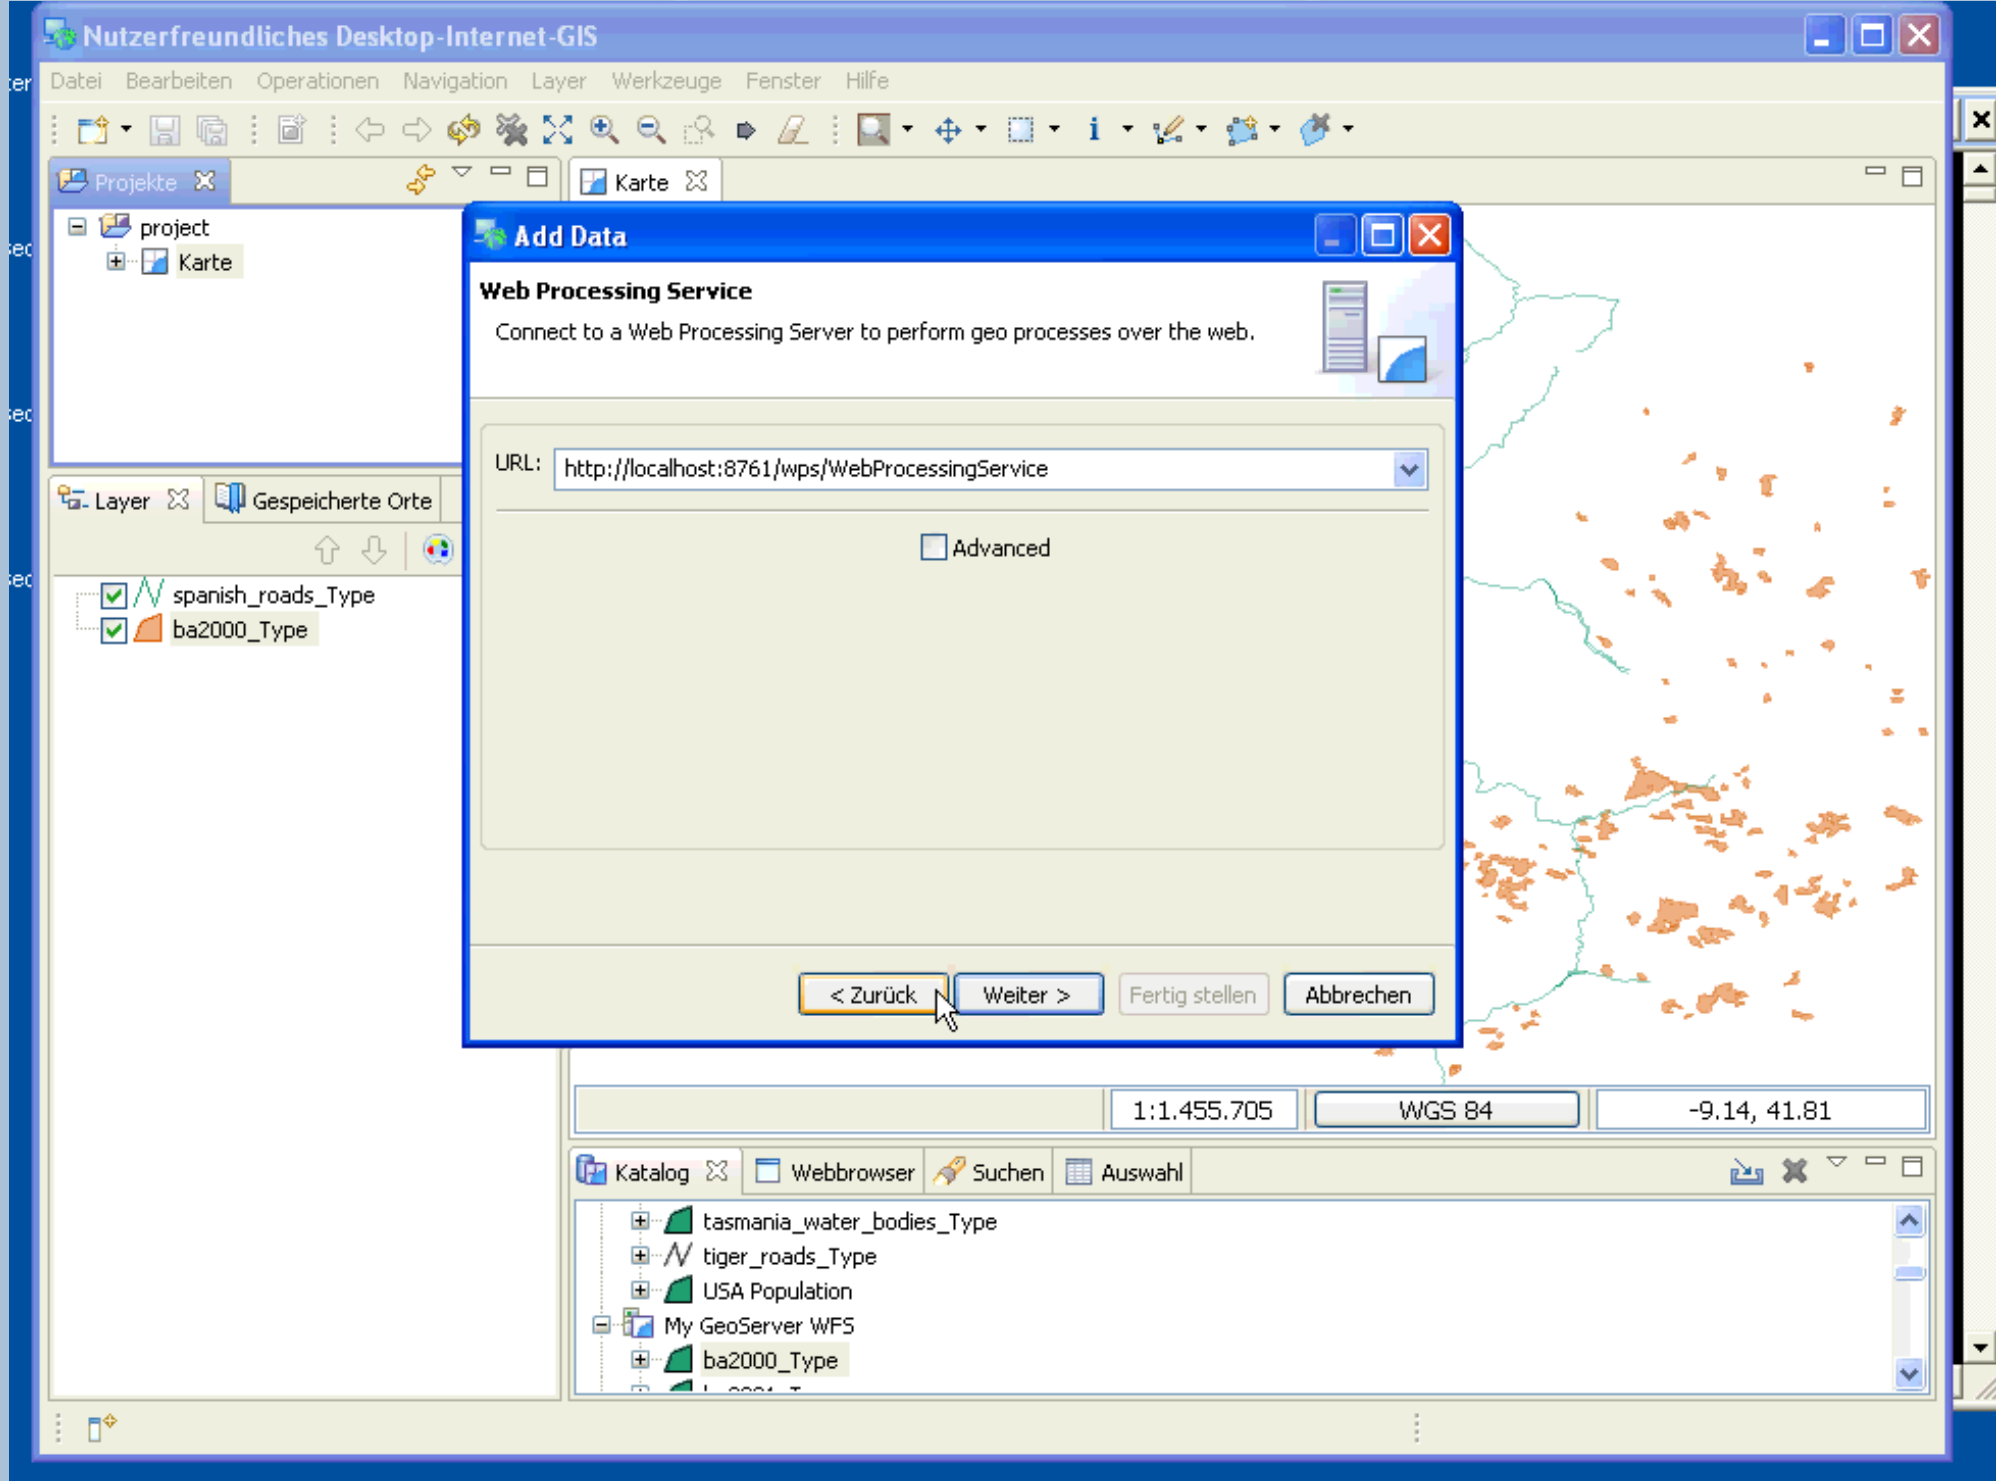 Nutzerfreundliches Desktop-Internet-GIS
Datei Bearbeiten Operationen Navigation Layer Werkzeuge Fenster Hilfe
Projekte
Karte
project
Karte
Add Data
Web Processing Service
Connect to a Web Processing Server to perform geo processes over the web.
URL: http://localhost:8761/wps/WebProcessingService
Advanced
< Zurück Weiter > Fertig stellen Abbrechen
Layer Gespeicherte Orte
spanish_roads_Type
ba2000_Type
1:1.455.705 WGS 84 -9.14, 41.81
Katalog Webbrowser Suchen Auswahl
tasmania_water_bodies_Type
tiger_roads_Type
USA Population
My GeoServer WFS
ba2000_Type